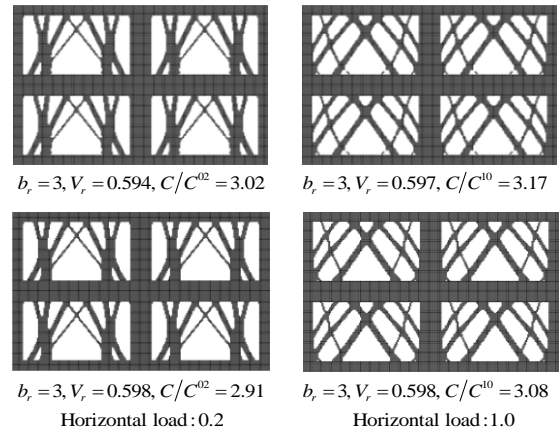 b_r = 3, V_r = 0.594, C/C^02 = 3.02
b_r = 3, V_r = 0.597, C/C^10 = 3.17
b_r = 3, V_r = 0.598, C/C^02 = 2.91
b_r = 3, V_r = 0.598, C/C^10 = 3.08
Horizontal load : 0.2
Horizontal load : 1.0